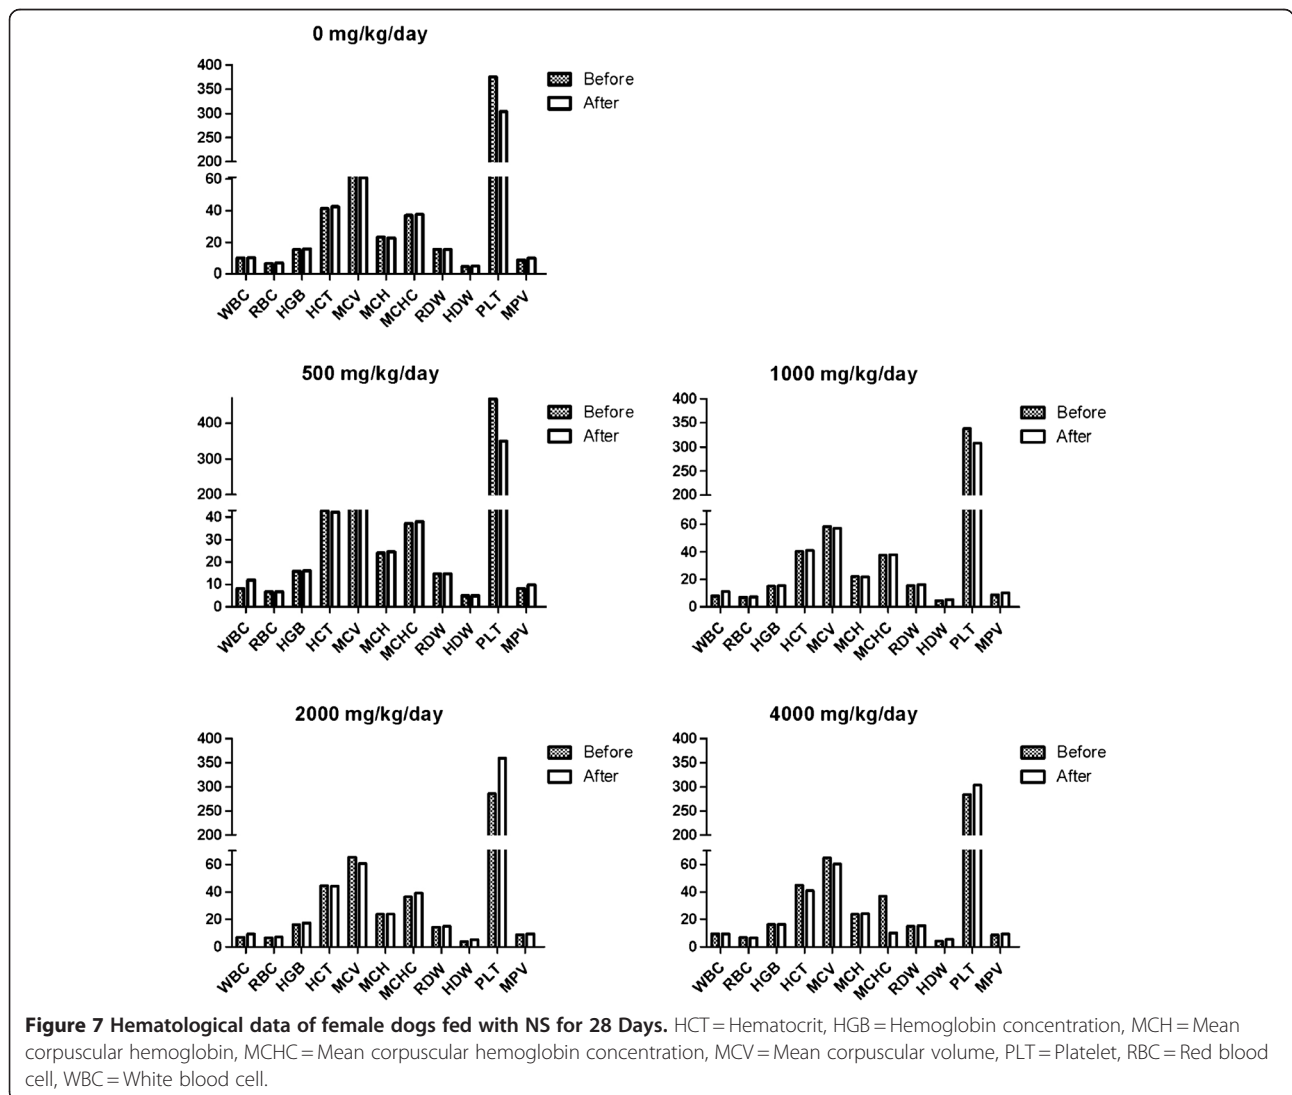 0 mg/kg/day
400
350
300
250
200
60
40
20
0
Before
After
WBC RBC HGB HCT MCV MCH MCHC RDW HDW PLT MPV
500 mg/kg/day
400
300
200
40
30
20
10
0
Before
After
WBC RBC HGB HCT MCV MCH MCHC RDW HDW PLT MPV
1000 mg/kg/day
400
350
300
250
200
60
40
20
0
Before
After
WBC RBC HGB HCT MCV MCH MCHC RDW HDW PLT MPV
2000 mg/kg/day
400
350
300
250
200
60
40
20
0
Before
After
WBC RBC HGB HCT MCV MCH MCHC RDW HDW PLT MPV
4000 mg/kg/day
400
350
300
250
200
60
40
20
0
Before
After
WBC RBC HGB HCT MCV MCH MCHC RDW HDW PLT MPV
Figure 7 Hematological data of female dogs fed with NS for 28 Days. HCT = Hematocrit, HGB = Hemoglobin concentration, MCH = Mean
corpuscular hemoglobin, MCHC = Mean corpuscular hemoglobin concentration, MCV = Mean corpuscular volume, PLT = Platelet, RBC = Red blood
cell, WBC = White blood cell.